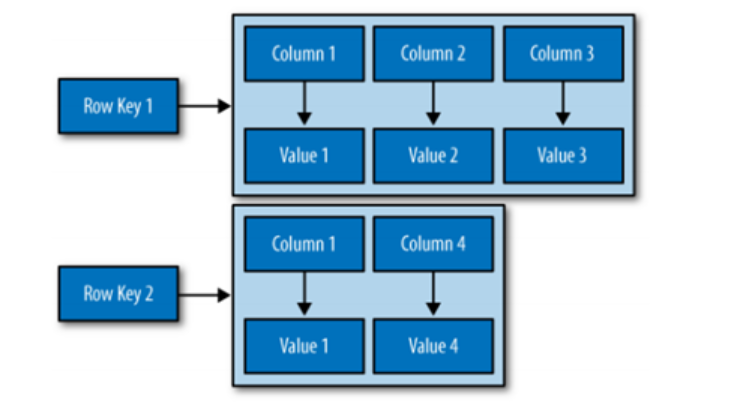 Column 1
Column 2
Column 3
Row Key 1
Value 1
Value 2
Value 3
Column 1
Column 4
Row Key 2
Value 1
Value 4